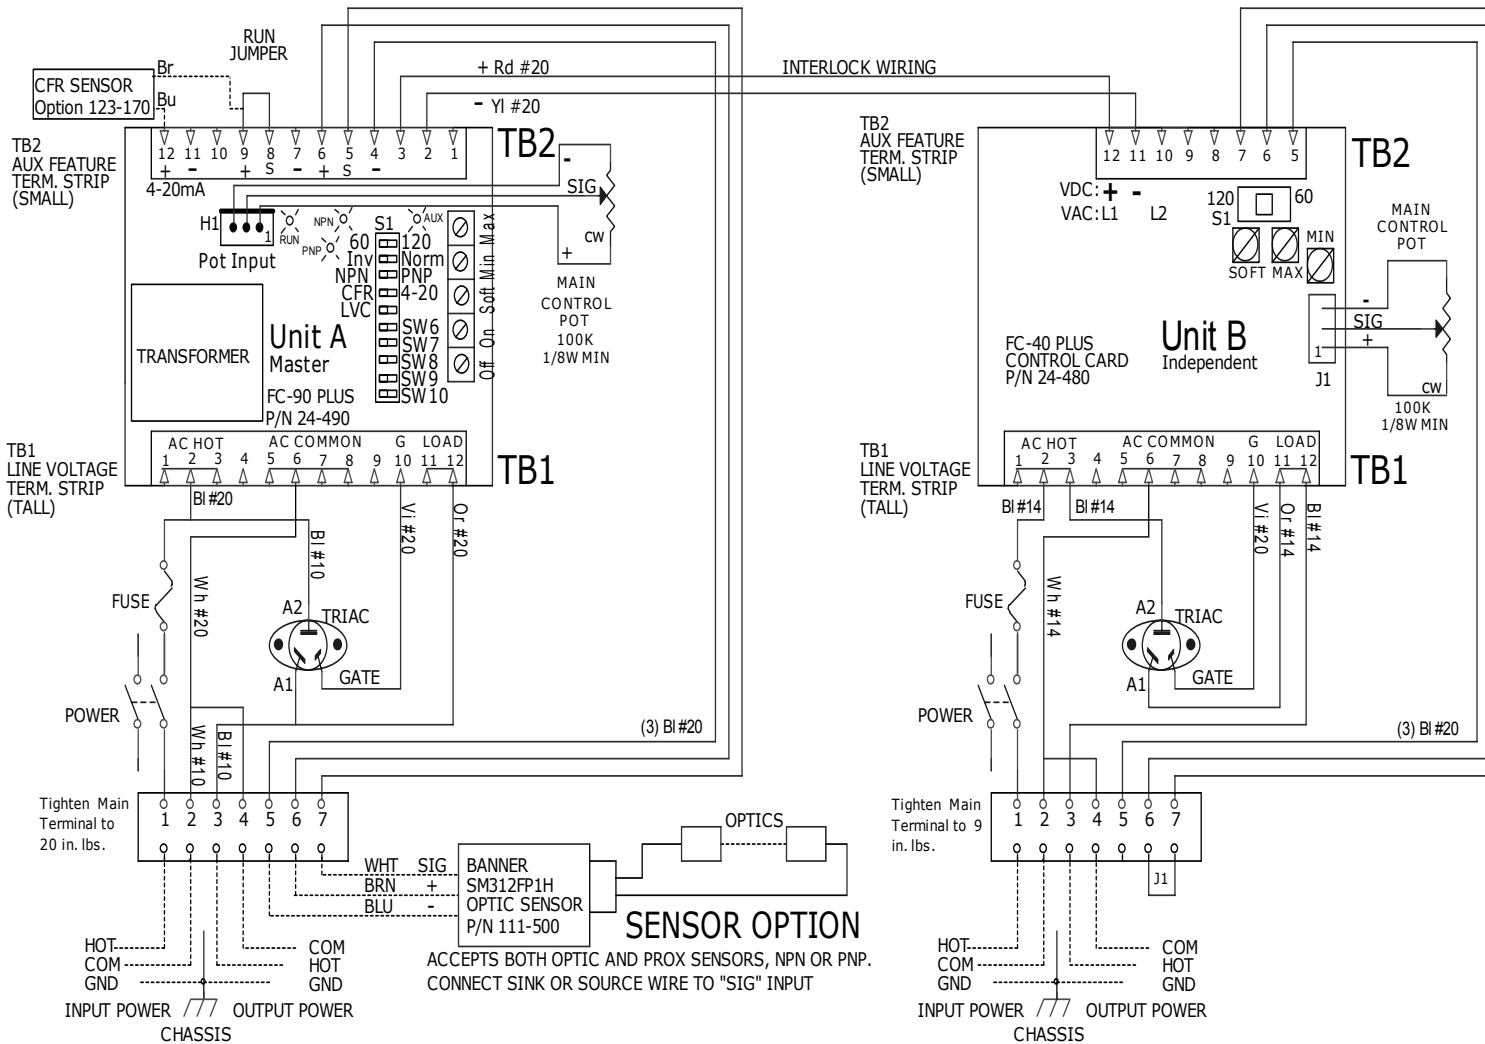 RUN
JUMPER
Br
CFR SENSOR
Option 123-170
Bu
+ Rd #20
- Yl #20
INTERLOCK WIRING
TB2
AUX FEATURE
TERM. STRIP
(SMALL)
12 11 10 9 8 7 6 5 4 3 2 1
+ - + S - + S -
4-20mA
TB2
-
SIG
cw
+
MAIN
CONTROL
POT
100K
1/8W MIN
H1
1
Pot Input
RUN
NPN
PNP
AUX
S1
60 120
Inv Norm
NPN PNP
CFR 4-20
LVC
SW6
SW7
SW8
SW9
SW10
Off On Soft Min Max
TRANSFORMER
Unit A
Master
FC-90 PLUS
P/N 24-490
TB1
LINE VOLTAGE
TERM. STRIP
(TALL)
AC HOT AC COMMON G LOAD
1 2 3 4 5 6 7 8 9 10 11 12
TB1
Bl #20
Bl #10
Vi #20
Or #20
FUSE
Wh #20
A2
TRIAC
A1
GATE
POWER
Wh #10
Bl #10
(3) Bl #20
Tighten Main
Terminal to
20 in. lbs.
1 2 3 4 5 6 7
WHT SIG
BRN +
BLU -
BANNER
SM312FP1H
OPTIC SENSOR
P/N 111-500
OPTICS
SENSOR OPTION
ACCEPTS BOTH OPTIC AND PROX SENSORS, NPN OR PNP.
CONNECT SINK OR SOURCE WIRE TO "SIG" INPUT
HOT
COM
GND
COM
HOT
GND
INPUT POWER
OUTPUT POWER
CHASSIS
TB2
AUX FEATURE
TERM. STRIP
(SMALL)
12 11 10 9 8 7 6 5
TB2
VDC: + -
VAC: L1 L2
120 60
S1
SOFT MAX
MIN
MAIN
CONTROL
POT
-
SIG
+
1
J1
cw
100K
1/8W MIN
Unit B
Independent
FC-40 PLUS
CONTROL CARD
P/N 24-480
TB1
LINE VOLTAGE
TERM. STRIP
(TALL)
AC HOT AC COMMON G LOAD
1 2 3 4 5 6 7 8 9 10 11 12
TB1
Bl #14
Bl #14
Vi #20
Or #14
Bl #14
FUSE
Wh #14
A2
TRIAC
A1
GATE
POWER
(3) Bl #20
Tighten Main
Terminal to 9
in. lbs.
1 2 3 4 5 6 7
J1
HOT
COM
GND
COM
HOT
GND
INPUT POWER
OUTPUT POWER
CHASSIS